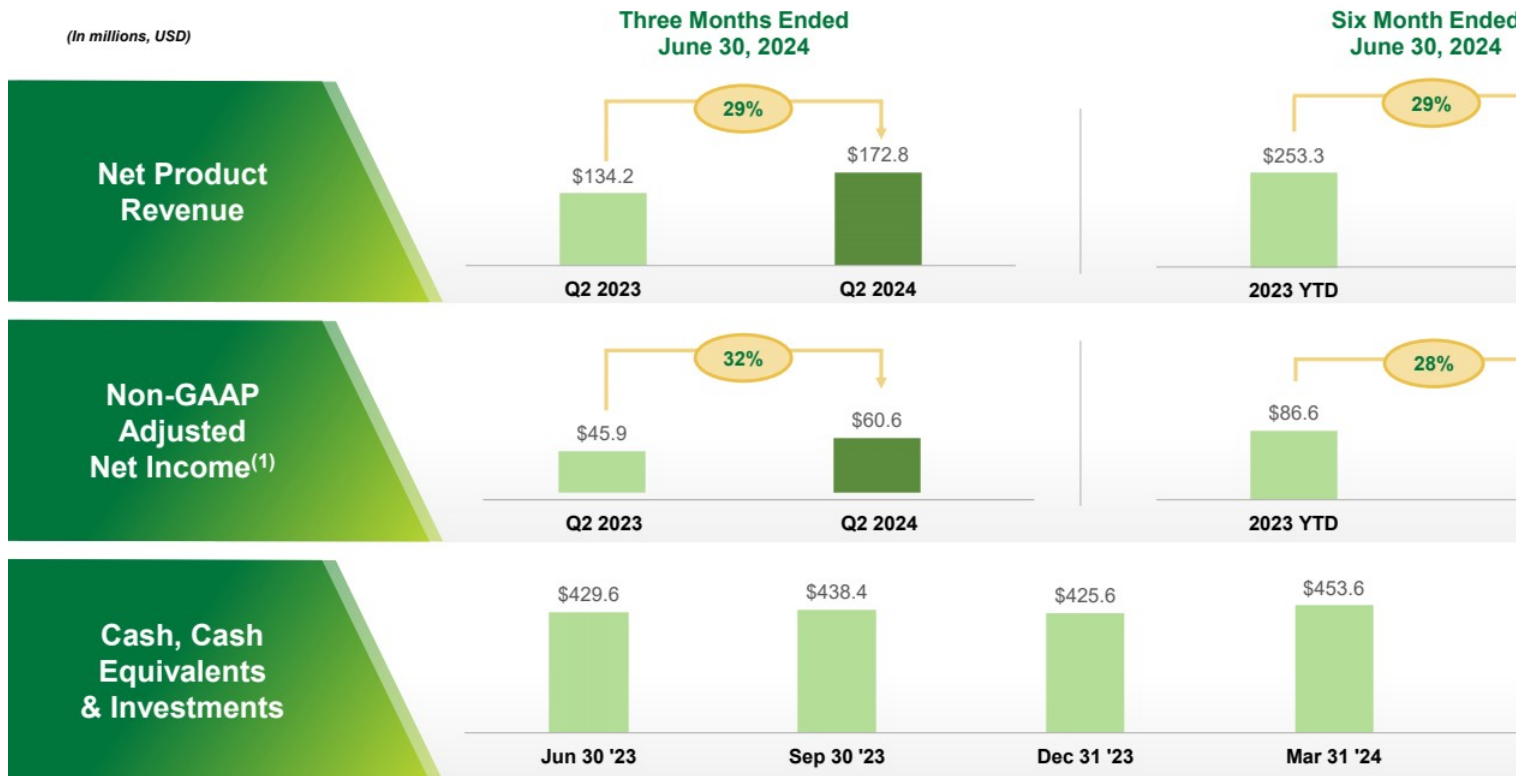 (In millions, USD)
Three Months Ended
June 30, 2024
Six Month Ended
June 30, 2024
Net Product
Revenue
29%
$134.2
$172.8
Q2 2023
Q2 2024
29%
$253.3
2023 YTD
Non-GAAP
Adjusted
Net Income(1)
32%
$45.9
$60.6
Q2 2023
Q2 2024
28%
$86.6
2023 YTD
Cash, Cash
Equivalents
& Investments
$429.6
$438.4
$425.6
$453.6
Jun 30 '23
Sep 30 '23
Dec 31 '23
Mar 31 '24